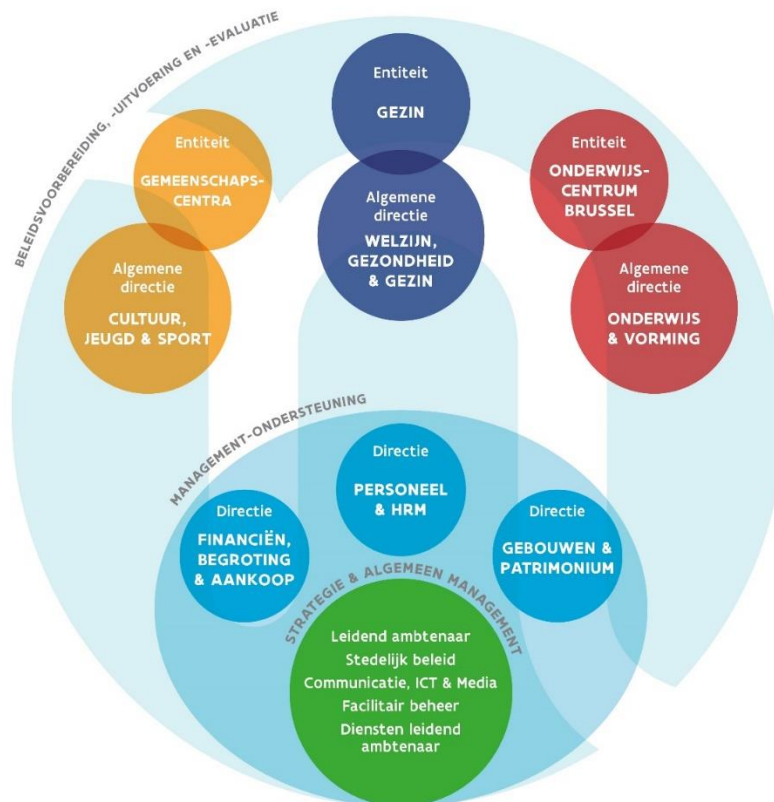 BELEIDSVOORBEREIDING, -UITVOERING EN -EVALUATIE
Entiteit
GEZIN
Entiteit
GEMEENSCHAPS-
CENTRA
Entiteit
ONDERWIJS-
CENTRUM
BRUSSEL
Algemene
directie
WELZIJN,
GEZONDHEID
& GEZIN
Algemene
directie
CULTUUR,
JEUGD & SPORT
Algemene
directie
ONDERWIJS
& VORMING
MANAGEMENT-ONDERSTEUNING
Directie
PERSONEEL
& HRM
Directie
FINANCIËN,
BEGROTING
& AANKOOP
Directie
GEBOUWEN &
PATRIMONIUM
STRATEGIE & ALGEMEEN MANAGEMENT
Leidend ambtenaar
Stedelijk beleid
Communicatie, ICT & Media
Facilitair beheer
Diensten leidend
ambtenaar